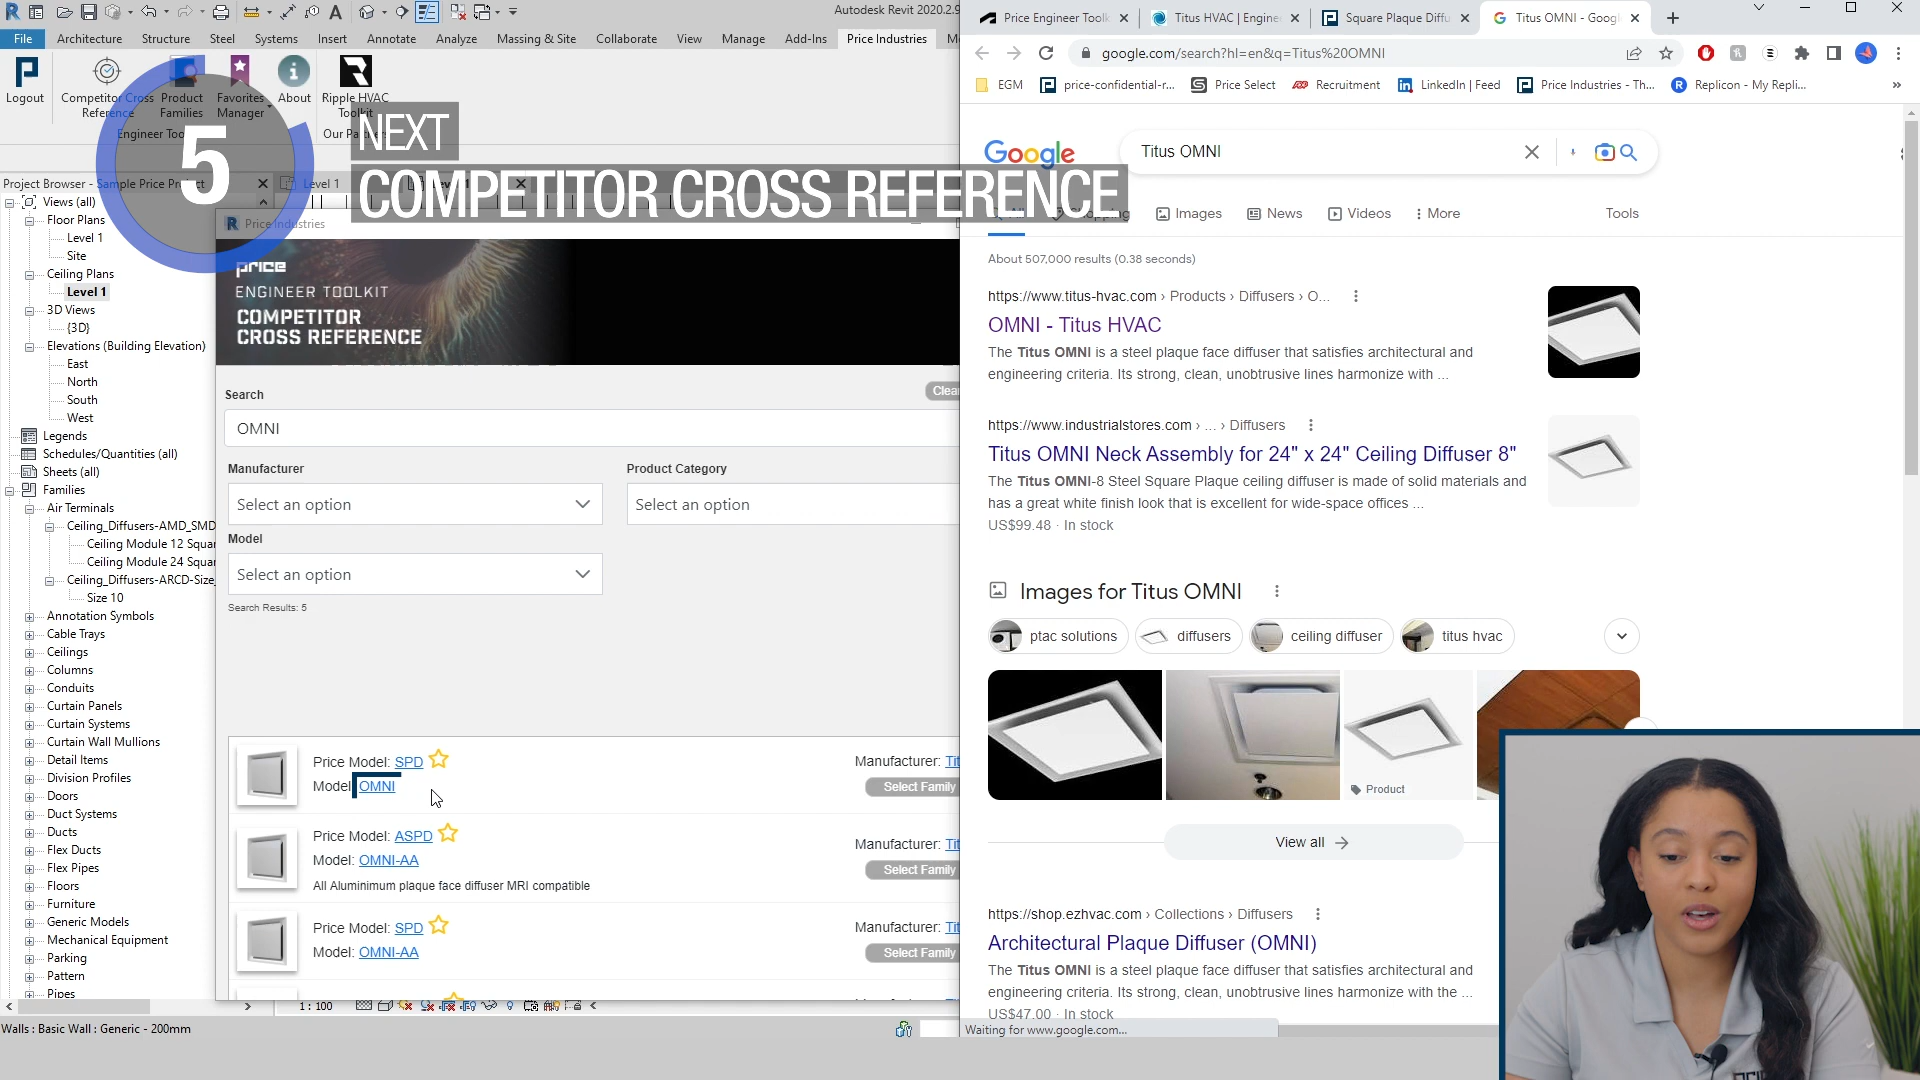 Autodesk Revit 2020.2.9
File
Architecture
Structure
Steel
Systems
Insert
Annotate
Analyze
Massing & Site
Collaborate
View
Manage
Add-Ins
Price Industries
Logout
Competitor Cross
Reference
Product
Families
Favorites
Manager
About
Ripple HVAC
Toolkit
5
NEXT
COMPETITOR CROSS REFERENCE
Project Browser - Sample Price Project
Level 1
Views (all)
Floor Plans
Level 1
Site
Ceiling Plans
Level 1
3D Views
{3D}
Elevations (Building Elevation)
East
North
South
West
Legends
Schedules/Quantities (all)
Sheets (all)
Families
Air Terminals
Ceiling_Diffusers-AMD_SMD
Ceiling Module 12 Squar
Ceiling Module 24 Squar
Ceiling_Diffusers-ARCD-Size_
Size 10
Annotation Symbols
Cable Trays
Ceilings
Columns
Conduits
Curtain Panels
Curtain Systems
Curtain Wall Mullions
Detail Items
Division Profiles
Doors
Duct Systems
Ducts
Flex Ducts
Flex Pipes
Floors
Furniture
Generic Models
Mechanical Equipment
Parking
Pattern
Pipes
1 : 100
Walls : Basic Wall : Generic - 200mm
Price Industries
price
ENGINEER TOOLKIT
COMPETITOR
CROSS REFERENCE
Search
Clea
OMNI
Manufacturer
Product Category
Select an option
Select an option
Model
Select an option
Search Results: 5
Price Model: SPD
Manufacturer: Tit
Model OMNI
Select Family
Price Model: ASPD
Manufacturer: Tit
Model: OMNI-AA
Select Family
All Aluminimum plaque face diffuser MRI compatible
Price Model: SPD
Manufacturer: Tit
Model: OMNI-AA
Select Family
Price Engineer Toolk
Titus HVAC | Engine
Square Plaque Diffu
Titus OMNI - Googl
google.com/search?hl=en&q=Titus%20OMNI
EGM
price-confidential-r...
Price Select
Recruitment
LinkedIn | Feed
Price Industries - Th...
Replicon - My Repli...
Google
Titus OMNI
Images
News
Videos
More
Tools
About 507,000 results (0.38 seconds)
https://www.titus-hvac.com › Products › Diffusers › O...
OMNI - Titus HVAC
The Titus OMNI is a steel plaque face diffuser that satisfies architectural and
engineering criteria. Its strong, clean, unobtrusive lines harmonize with ...
https://www.industrialstores.com › ... › Diffusers
Titus OMNI Neck Assembly for 24" x 24" Ceiling Diffuser 8"
The Titus OMNI-8 Steel Square Plaque ceiling diffuser is made of solid materials and
has a great white finish look that is excellent for wide-space offices ...
US$99.48 · In stock
Images for Titus OMNI
ptac solutions
diffusers
ceiling diffuser
titus hvac
Product
View all
https://shop.ezhvac.com › Collections › Diffusers
Architectural Plaque Diffuser (OMNI)
The Titus OMNI is a steel plaque face diffuser that satisfies architectural and
engineering criteria. Its strong, clean, unobtrusive lines harmonize with the ...
US$47.00 · In stock
Waiting for www.google.com...